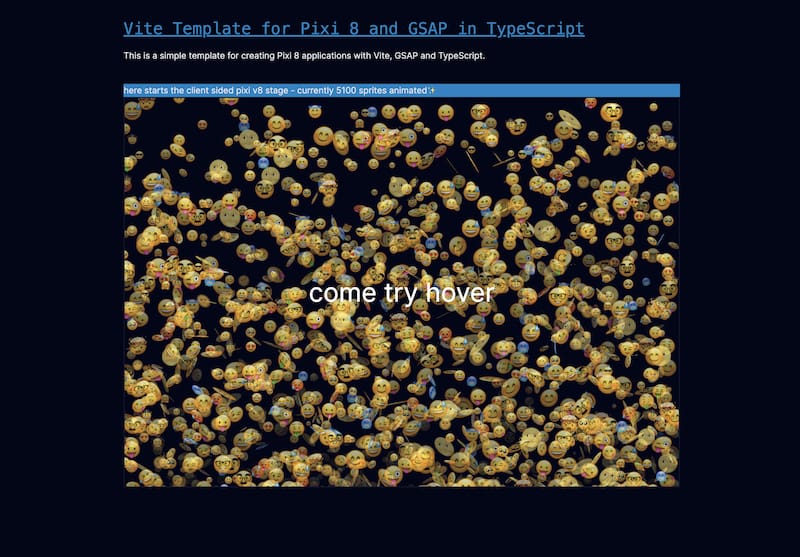 Vite Template for Pixi 8 and GSAP in TypeScript
This is a simple template for creating Pixi 8 applications with Vite, GSAP and TypeScript.
here starts the client sided pixi v8 stage - currently 5100 sprites animated ✨
come try hover